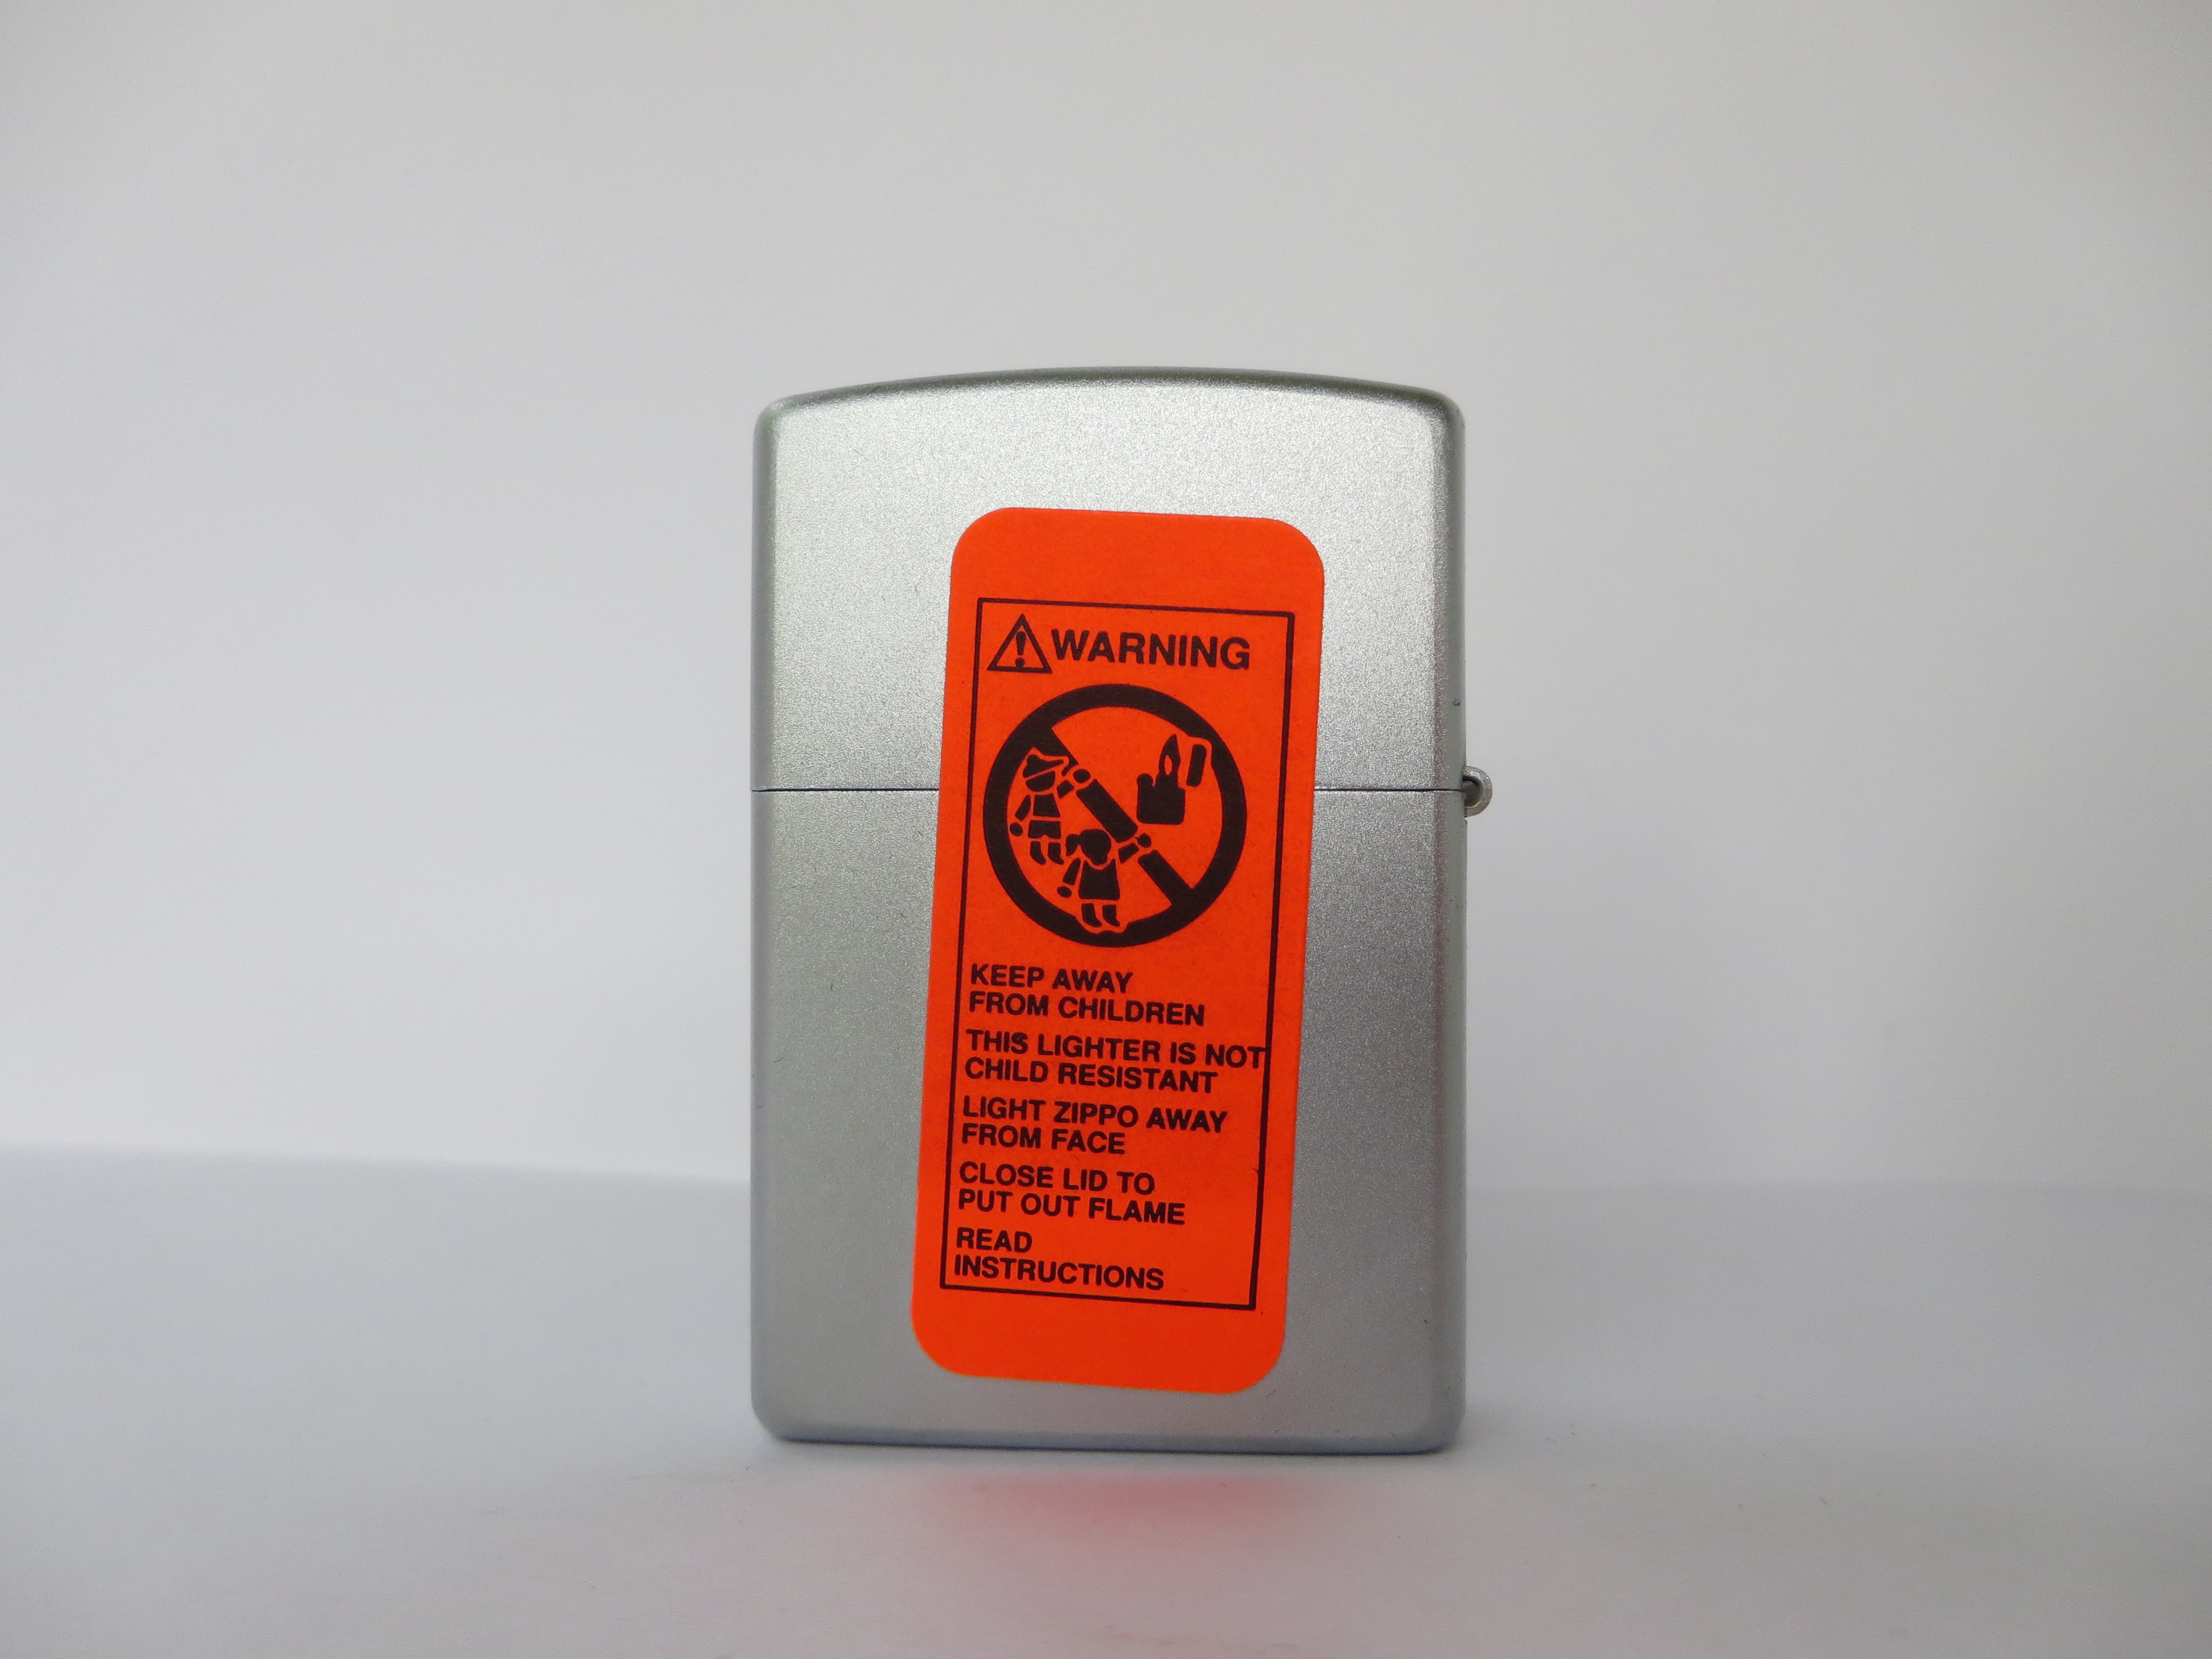 WARNING
KEEP AWAY
FROM CHILDREN
THIS LIGHTER IS NOT
CHILD RESISTANT
LIGHT ZIPPO AWAY
FROM FACE
CLOSE LID TO
PUT OUT FLAME
READ
INSTRUCTIONS